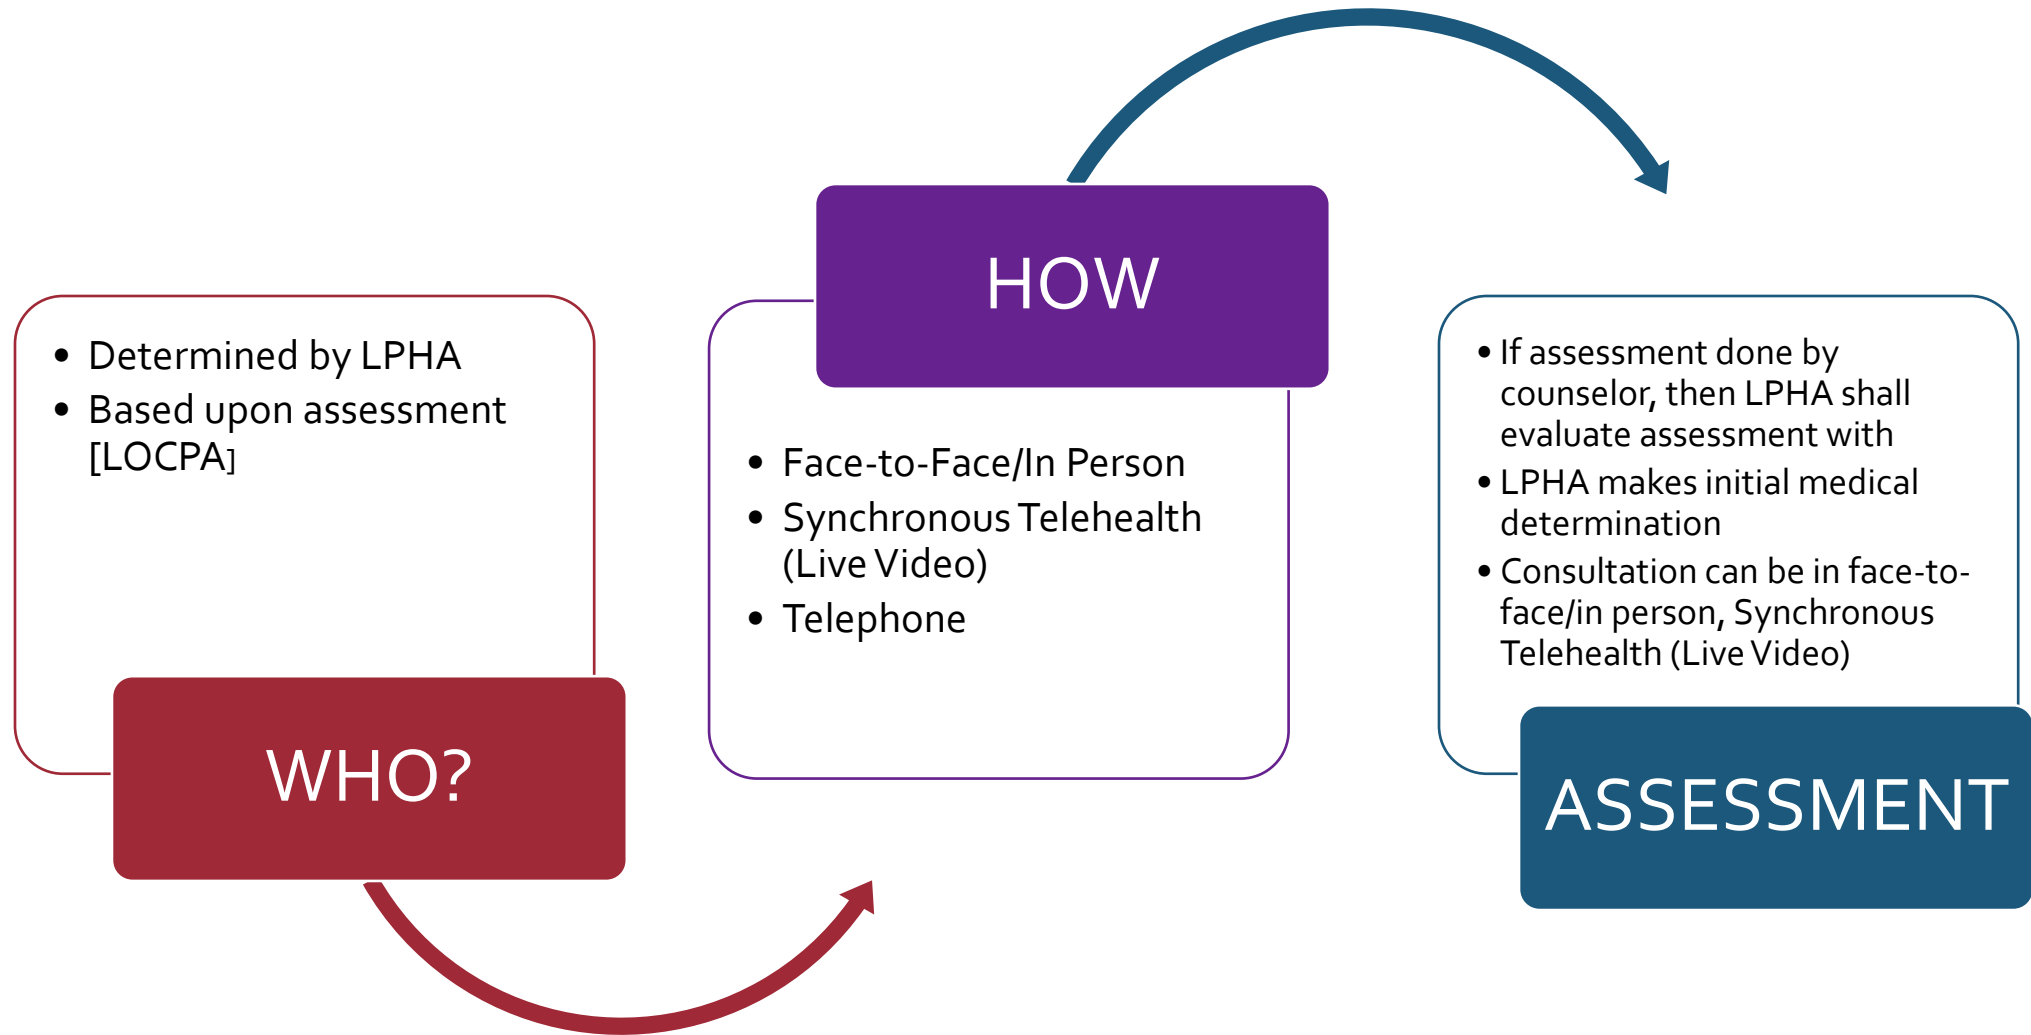 • Determined by LPHA
• Based upon assessment
[LOCPA]
WHO?
HOW
• Face-to-Face/In Person
• Synchronous Telehealth
(Live Video)
• Telephone
• If assessment done by
counselor, then LPHA shall
evaluate assessment with
• LPHA makes initial medical
determination
• Consultation can be in face-to-
face/in person, Synchronous
Telehealth (Live Video)
ASSESSMENT